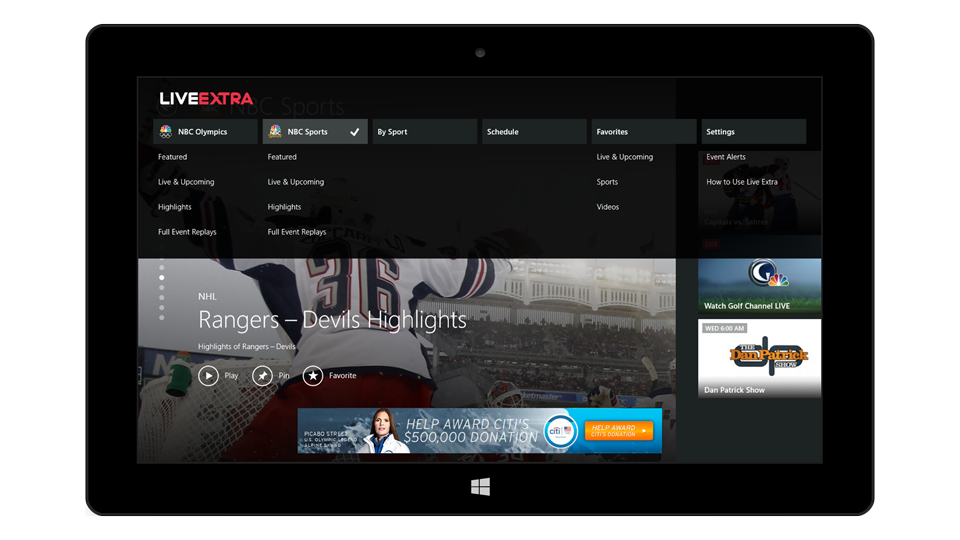 LIVEEXTRA
NBC Sports
NBC Olympics
NBC Sports
By Sport
Schedule
Favorites
Settings
Featured
Featured
Live & Upcoming
Event Alerts
Live & Upcoming
Live & Upcoming
Sports
How to Use Live Extra
Highlights
Highlights
Videos
Capitals vs. Sabres
Full Event Replays
Full Event Replays
LIVE
36
NHL
Rangers – Devils Highlights
Highlights of Rangers – Devils
Play
Pin
Favorite
Watch Golf Channel LIVE
WED 6:00 AM
THE
Dan Patrick
SHOW
Dan Patrick Show
PICABO STREET
U.S. OLYMPIC LEGEND
HELP AWARD CITI'S
$500,000 DONATION
citi
HELP AWARD
CITI'S DONATION